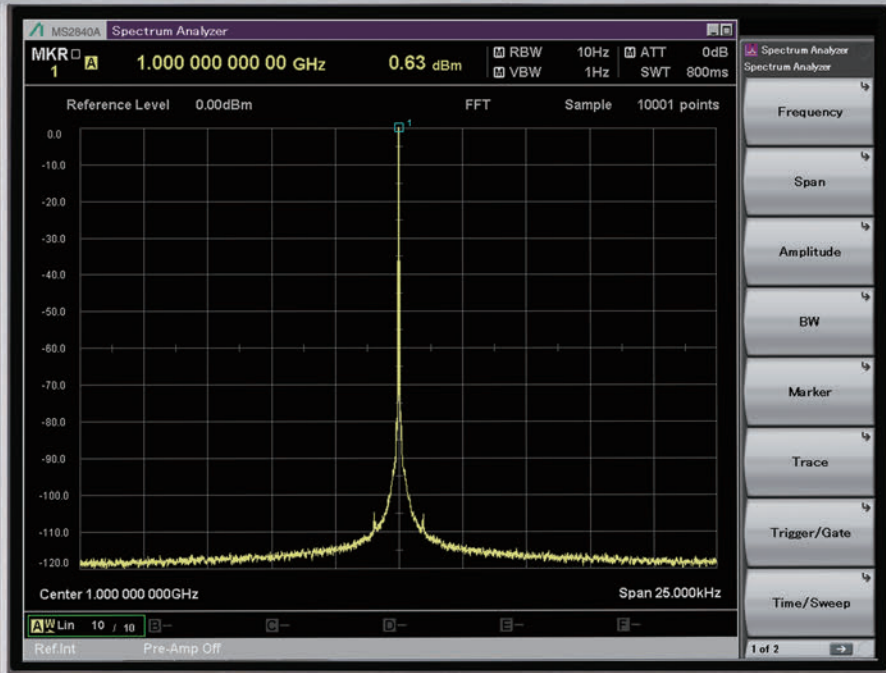 MS2840A Spectrum Analyzer
MKR 1 A 1.000 000 000 00 GHz 0.63 dBm
M RBW 10Hz M ATT 0dB
M VBW 1Hz SWT 800ms
Reference Level 0.00dBm FFT Sample 10001 points
1
0.0
-10.0
-20.0
-30.0
-40.0
-50.0
-60.0
-70.0
-80.0
-90.0
-100.0
-110.0
-120.0
Center 1.000 000 000GHz Span 25.000kHz
A W Lin 10 / 10 B- C- D- E- F-
Ref.Int Pre-Amp Off
Spectrum Analyzer
Spectrum Analyzer
Frequency
Span
Amplitude
BW
Marker
Trace
Trigger/Gate
Time/Sweep
1 of 2